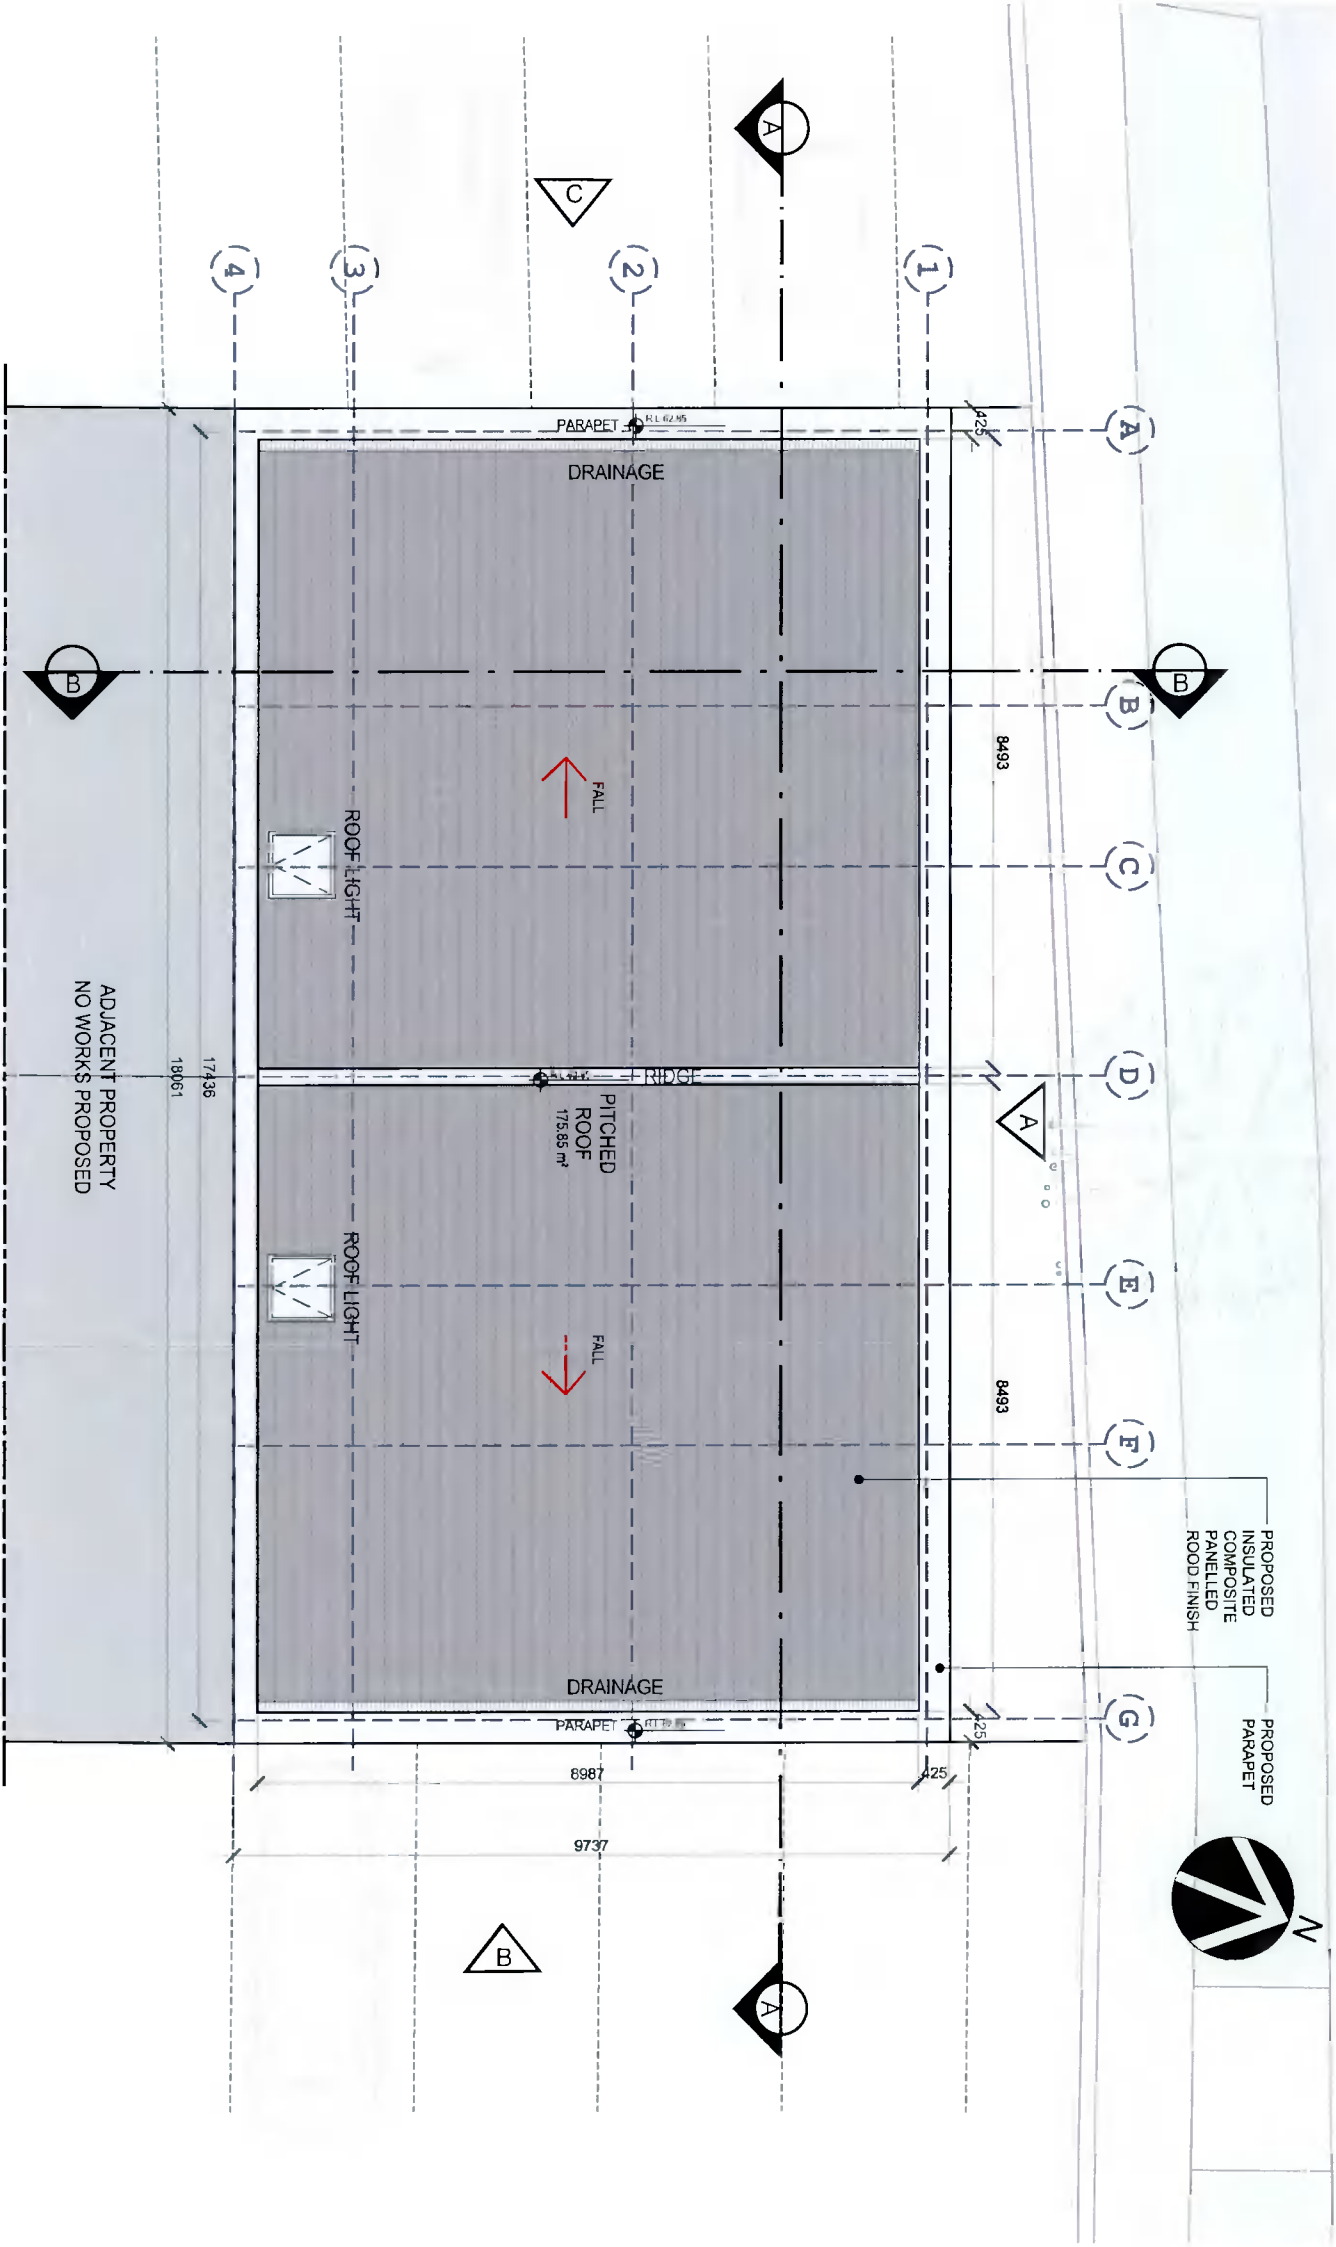 A
C
4
3
2
1
A
425
PARAPET
DRAINAGE
B
B
B
8493
FALL
ROOF LIGHT
C
ADJACENT PROPERTY
NO WORKS PROPOSED
17436
18061
RIDGE
D
A
PITCHED
ROOF
175.85 m²
ROOF LIGHT
E
FALL
8493
F
PROPOSED
INSULATED
COMPOSITE
PANELLED
ROOD FINISH
PROPOSED
PARAPET
DRAINAGE
PARAPET
G
425
8987
425
9737
N
B
A